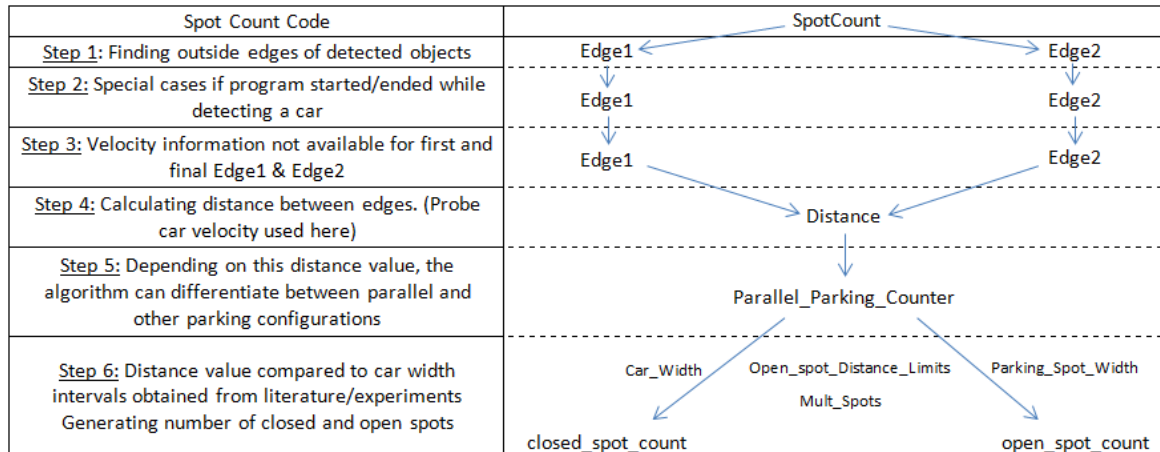 Spot Count Code
SpotCount
Step 1: Finding outside edges of detected objects
Edge1
Edge2
Step 2: Special cases if program started/ended while
detecting a car
Edge1
Edge2
Step 3: Velocity information not available for first and
final Edge1 & Edge2
Edge1
Edge2
Step 4: Calculating distance between edges. (Probe
car velocity used here)
Distance
Step 5: Depending on this distance value, the
algorithm can differentiate between parallel and
other parking configurations
Parallel_Parking_Counter
Step 6: Distance value compared to car width
intervals obtained from literature/experiments
Generating number of closed and open spots
Car_Width
Open_spot_Distance_Limits
Parking_Spot_Width
Mult_Spots
closed_spot_count
open_spot_count